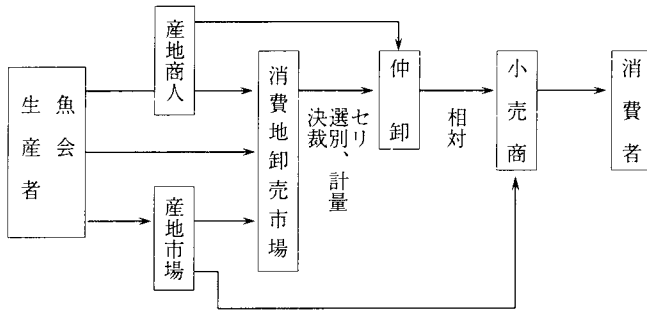 産地商人
魚会
生産者
消費地卸売市場
産地市場
セリ
選別、計量
決裁
仲卸
相対
小売商
消費者